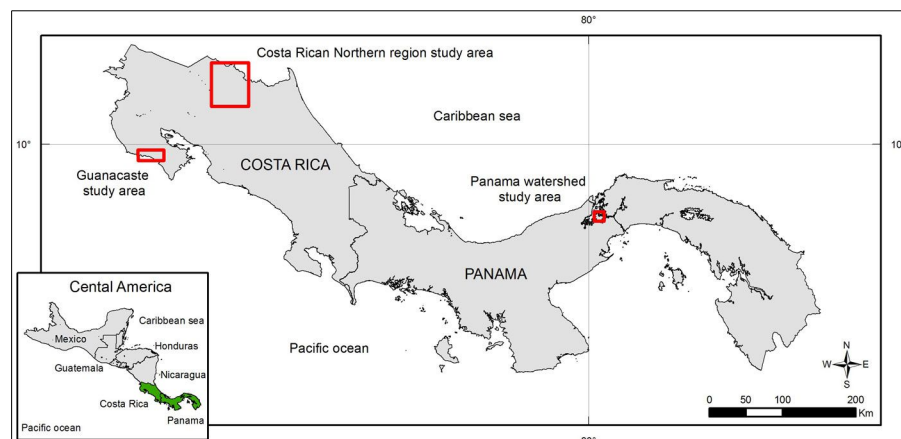 80°
Costa Rican Northern region study area
Caribbean sea
10°
10
COSTA RICA
Guanacaste
study area
Panama watershed
study area
PANAMA
Pacific ocean
Cental America
Caribbean sea
Mexico
Honduras
Guatemala
Nicaragua
Costa Rica
Panama
Pacific ocean
N
W E
S
0 50 100 200
Km